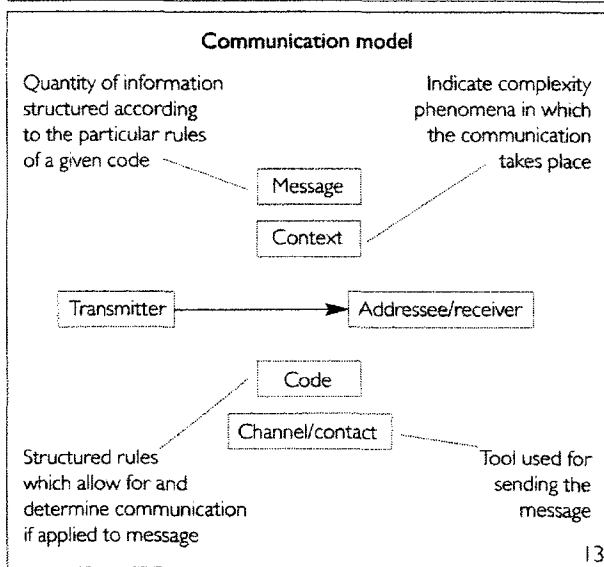 Communication model
Quantity of information
structured according
to the particular rules
of a given code
Indicate complexity
phenomena in which
the communication
takes place
Message
Context
Transmitter
Addressee/receiver
Code
Channel/contact
Structured rules
which allow for and
determine communication
if applied to message
Tool used for
sending the
message
13